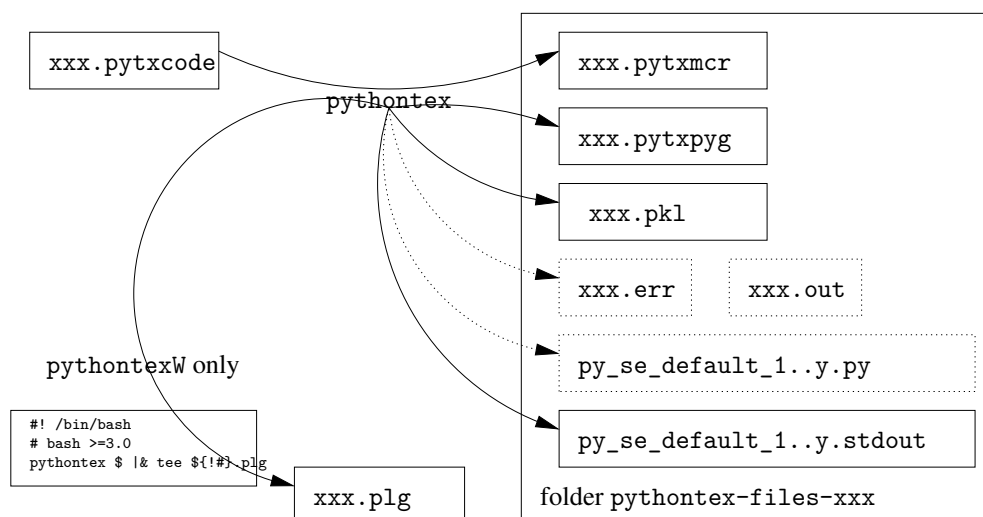 xxx.pytxcode
pythontex
xxx.pytxmcr
xxx.pytxpyg
xxx.pkl
xxx.err
xxx.out
py_se_default_1..y.py
py_se_default_1..y.stdout
folder pythontex-files-xxx
pythontexW only
#! /bin/bash
# bash >=3.0
pythontex $ |& tee ${!#}.plg
xxx.plg